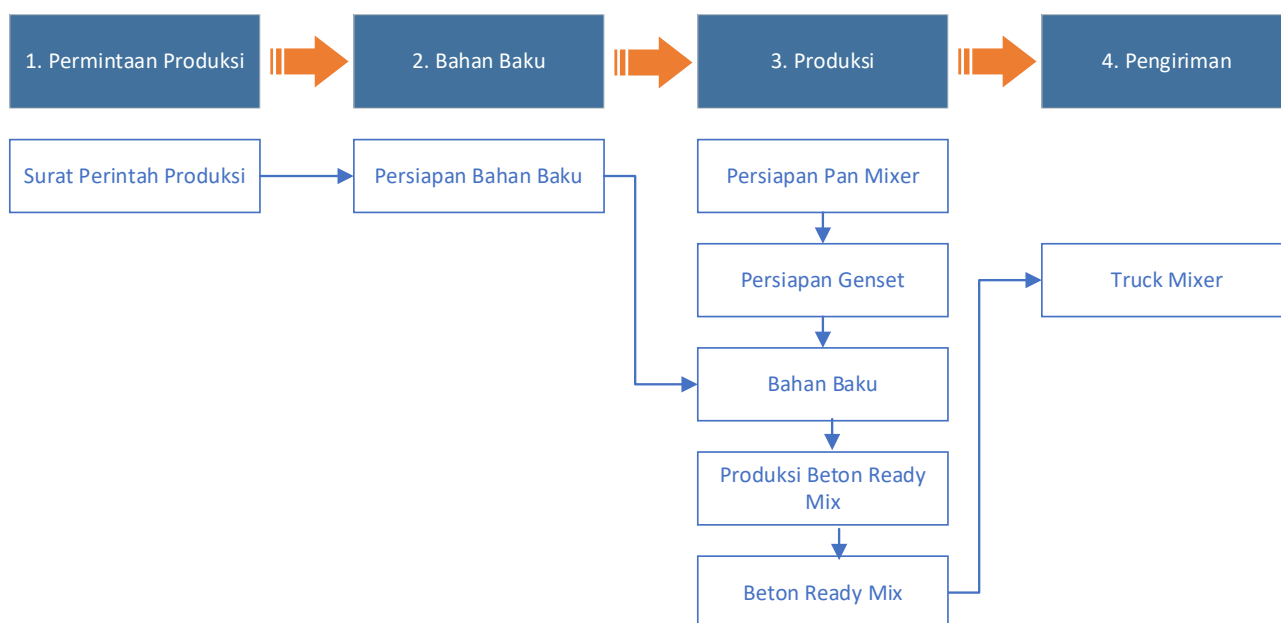 1. Permintaan Produksi
2. Bahan Baku
3. Produksi
4. Pengiriman
Surat Perintah Produksi
Persiapan Bahan Baku
Persiapan Pan Mixer
Persiapan Genset
Truck Mixer
Bahan Baku
Produksi Beton Ready
Mix
Beton Ready Mix